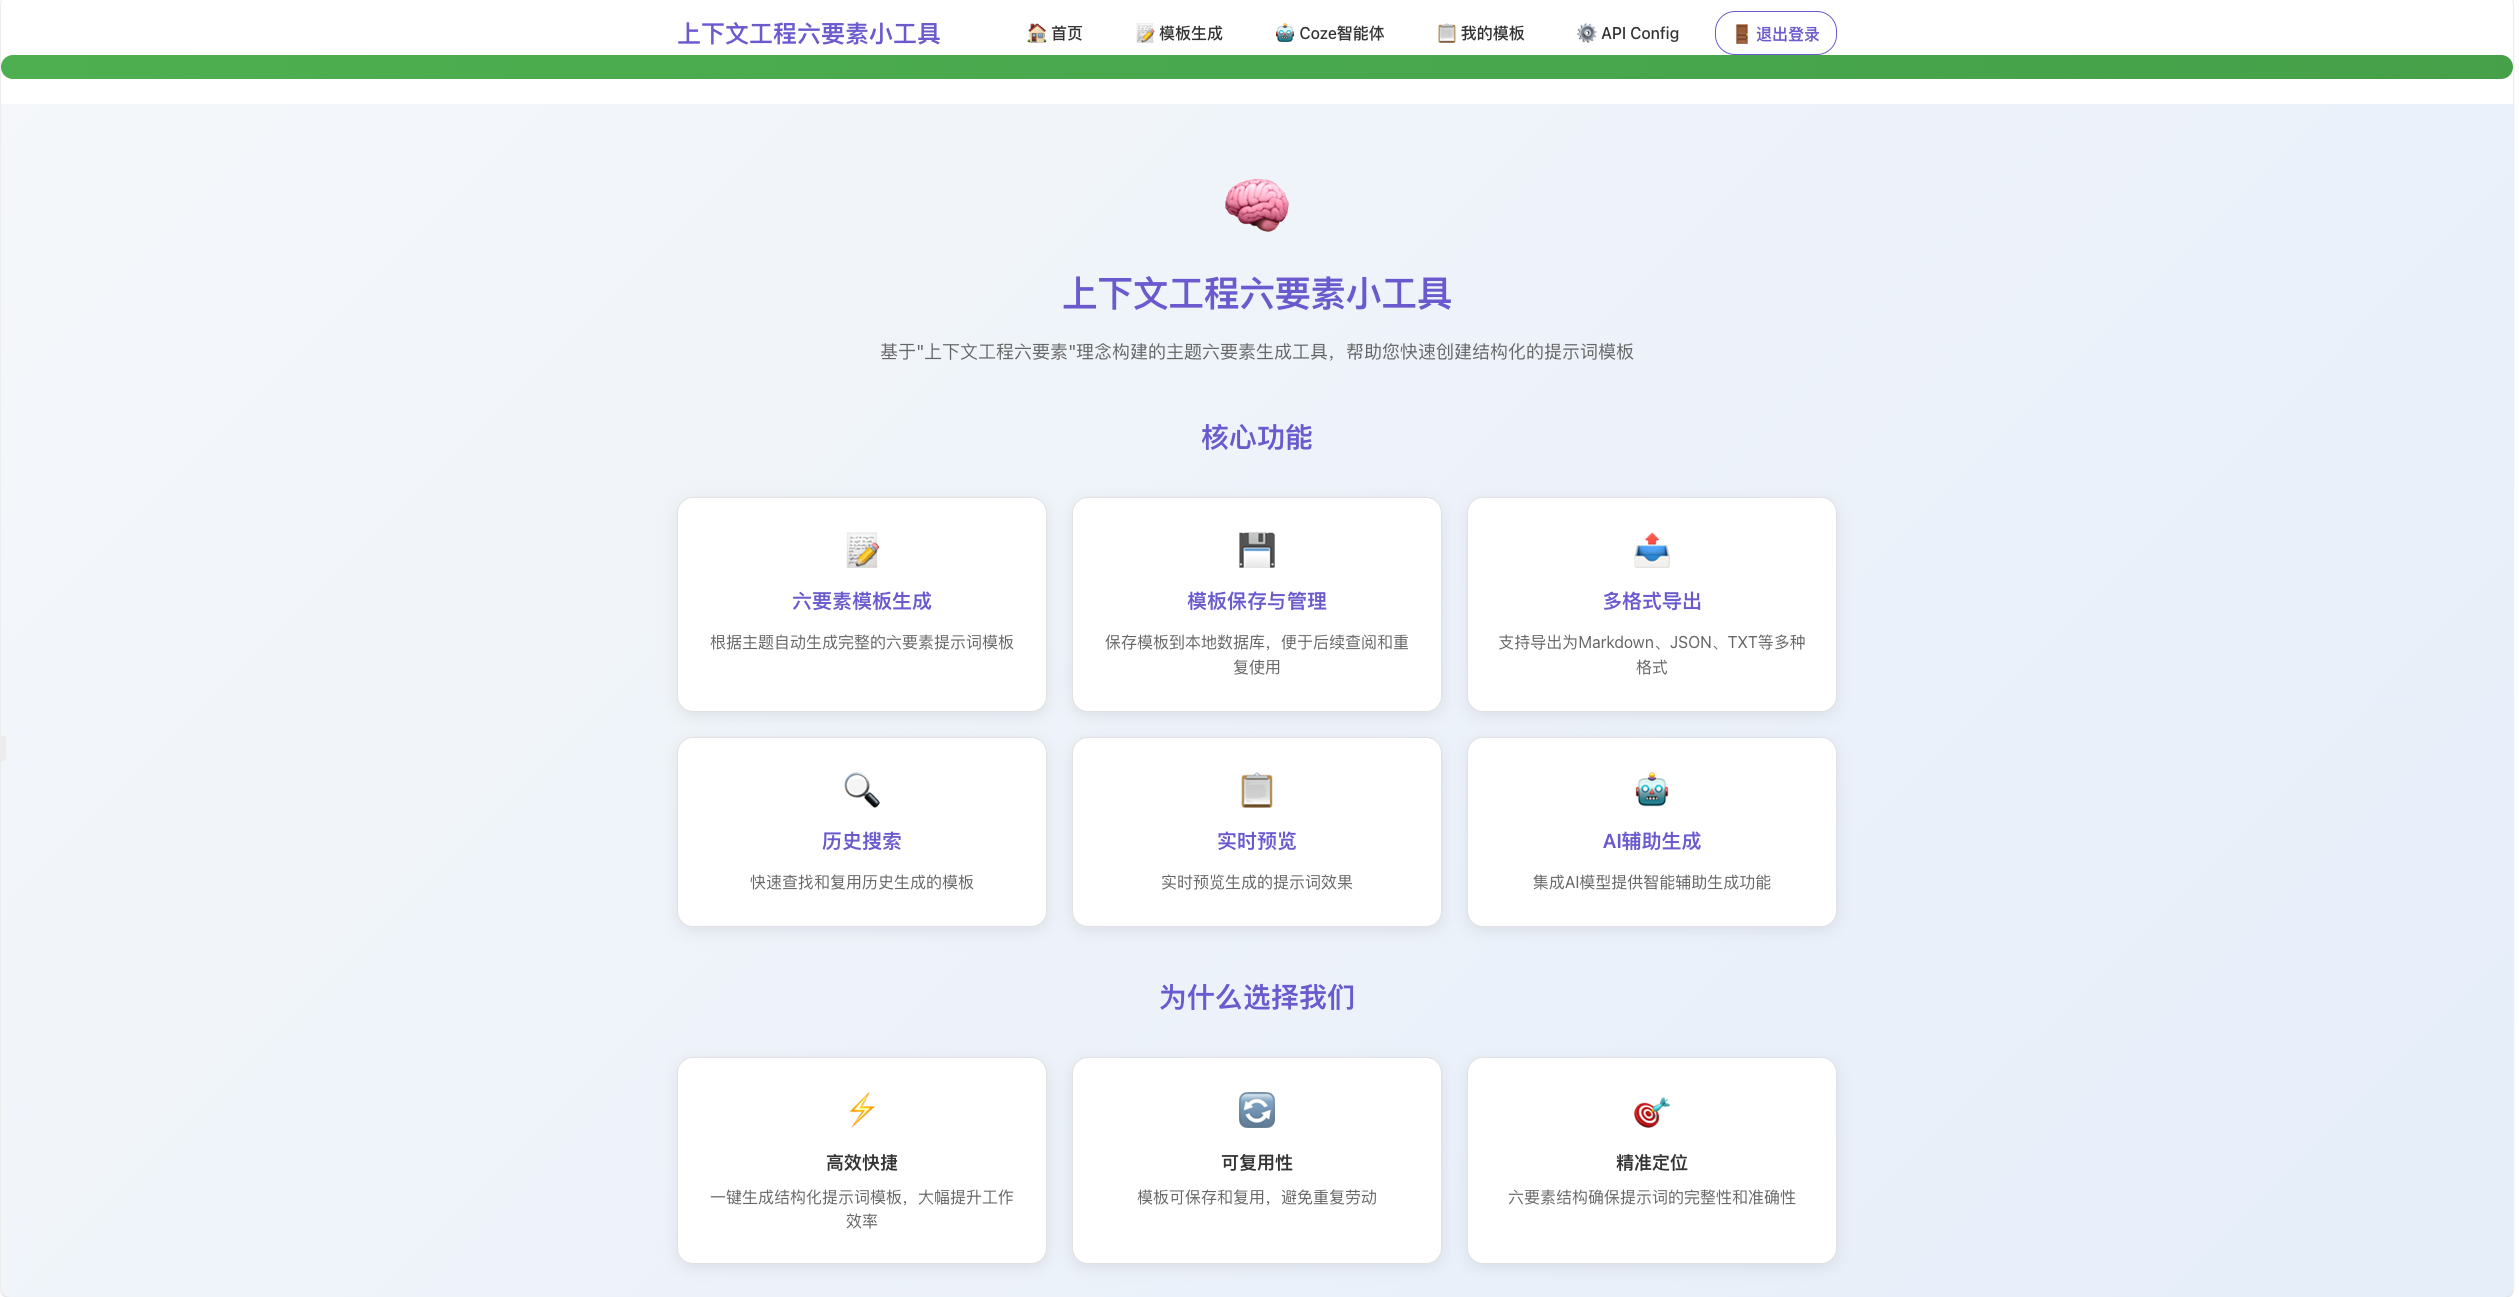 上下文工程六要素小工具
首页
模板生成
Coze智能体
我的模板
API Config
退出登录
上下文工程六要素小工具
基于"上下文工程六要素"理念构建的主题六要素生成工具，帮助您快速创建结构化的提示词模板
核心功能
六要素模板生成
根据主题自动生成完整的六要素提示词模板
模板保存与管理
保存模板到本地数据库，便于后续查阅和重
复使用
多格式导出
支持导出为Markdown、JSON、TXT等多种
格式
历史搜索
快速查找和复用历史生成的模板
实时预览
实时预览生成的提示词效果
AI辅助生成
集成AI模型提供智能辅助生成功能
为什么选择我们
高效快捷
一键生成结构化提示词模板，大幅提升工作
效率
可复用性
模板可保存和复用，避免重复劳动
精准定位
六要素结构确保提示词的完整性和准确性